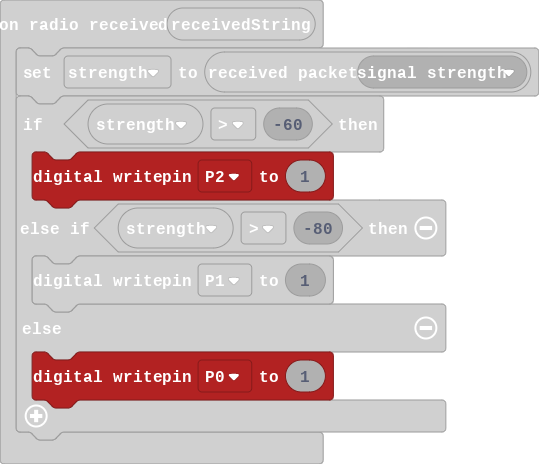 on radio received receivedString
set strength to received packet signal strength
if strength > -60 then
digital writepin P2 to 1
else if strength > -80 then
digital writepin P1 to 1
else
digital writepin P0 to 1